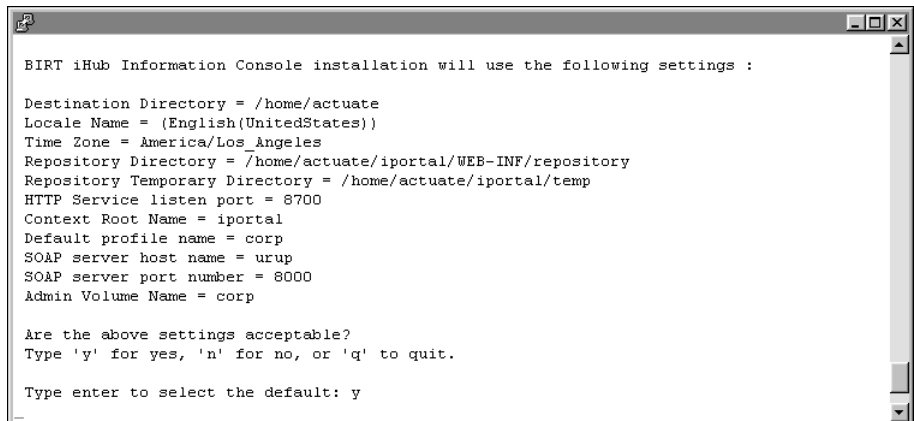 BIRT iHub Information Console installation will use the following settings :
Destination Directory = /home/actuate
Locale Name = (English(UnitedStates))
Time Zone = America/Los_Angeles
Repository Directory = /home/actuate/iportal/WEB-INF/repository
Repository Temporary Directory = /home/actuate/iportal/temp
HTTP Service listen port = 8700
Context Root Name = iportal
Default profile name = corp
SOAP server host name = urup
SOAP server port number = 8000
Admin Volume Name = corp
Are the above settings acceptable?
Type 'y' for yes, 'n' for no, or 'q' to quit.
Type enter to select the default: y